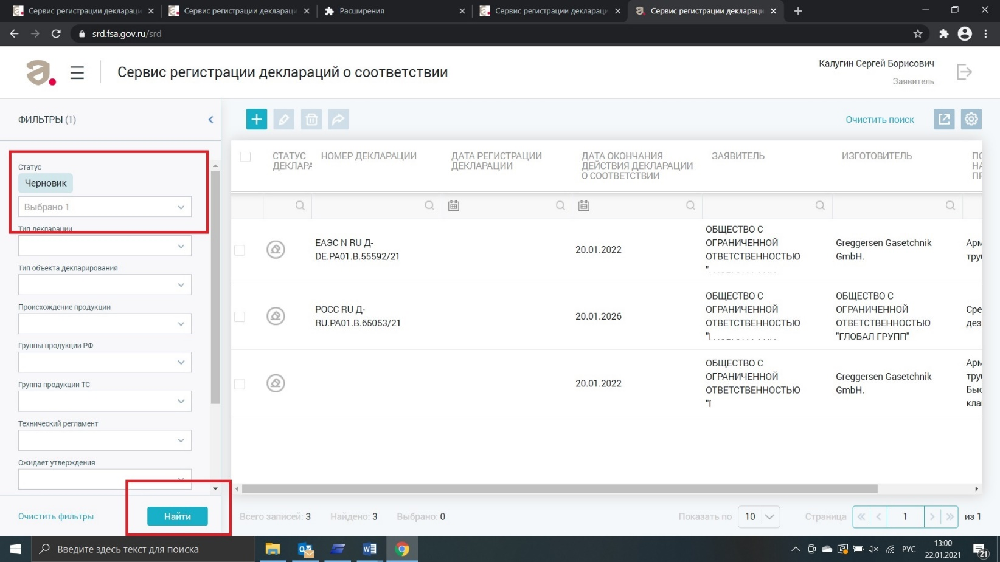 Сервис регистрации деклараци
Сервис регистрации деклараци
Расширения
Сервис регистрации деклараци
Сервис регистрации деклараци
srd.fsa.gov.ru/srd
Сервис регистрации деклараций о соответствии
Калугин Сергей Борисович
Заявитель
ФИЛЬТРЫ (1)
Очистить поиск
Статус
Черновик
Выбрано 1
Тип декларации
Тип объекта декларирования
Происхождение продукции
Группы продукции РФ
Группа продукции ТС
Технический регламент
Ожидает утверждения
Очистить фильтры
Найти
СТАТУС
ДЕКЛАРА
НОМЕР ДЕКЛАРАЦИИ
ДАТА РЕГИСТРАЦИИ
ДЕКЛАРАЦИИ
ДАТА ОКОНЧАНИЯ
ДЕЙСТВИЯ ДЕКЛАРАЦИИ
О СООТВЕТСТВИИ
ЗАЯВИТЕЛЬ
ИЗГОТОВИТЕЛЬ
ПО
НА
ПР
ЕАЭС N RU Д-
DE.РА01.В.55592/21
20.01.2022
ОБЩЕСТВО С
ОГРАНИЧЕННОЙ
ОТВЕТСТВЕННОСТЬЮ
"
Greggersen Gasetchnik
GmbH.
Арм
тру
РОСС RU Д-
RU.РА01.В.65053/21
20.01.2026
ОБЩЕСТВО С
ОГРАНИЧЕННОЙ
ОТВЕТСТВЕННОСТЬЮ
ОБЩЕСТВО С
ОГРАНИЧЕННОЙ
ОТВЕТСТВЕННОСТЬЮ
"ГЛОБАЛ ГРУПП"
Сре
дез
20.01.2022
ОБЩЕСТВО С
ОГРАНИЧЕННОЙ
ОТВЕТСТВЕННОСТЬЮ
Greggersen Gasetchnik
GmbH.
Арм
тру
Быс
кла
Всего записей: 3
Найдено: 3
Выбрано: 0
Показать по
10
Страница
1
из 1
Введите здесь текст для поиска
РУС
13:00
22.01.2021
21